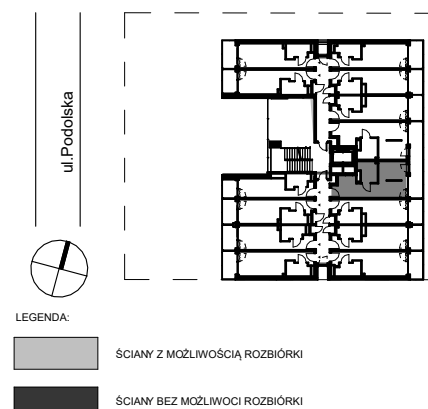 ul.Podolska
LEGENDA:
ŚCIANY Z MOŻLIWOŚCIĄ ROZBIÓRKI
ŚCIANY BEZ MOŻLIWOCI ROZBIÓRKI